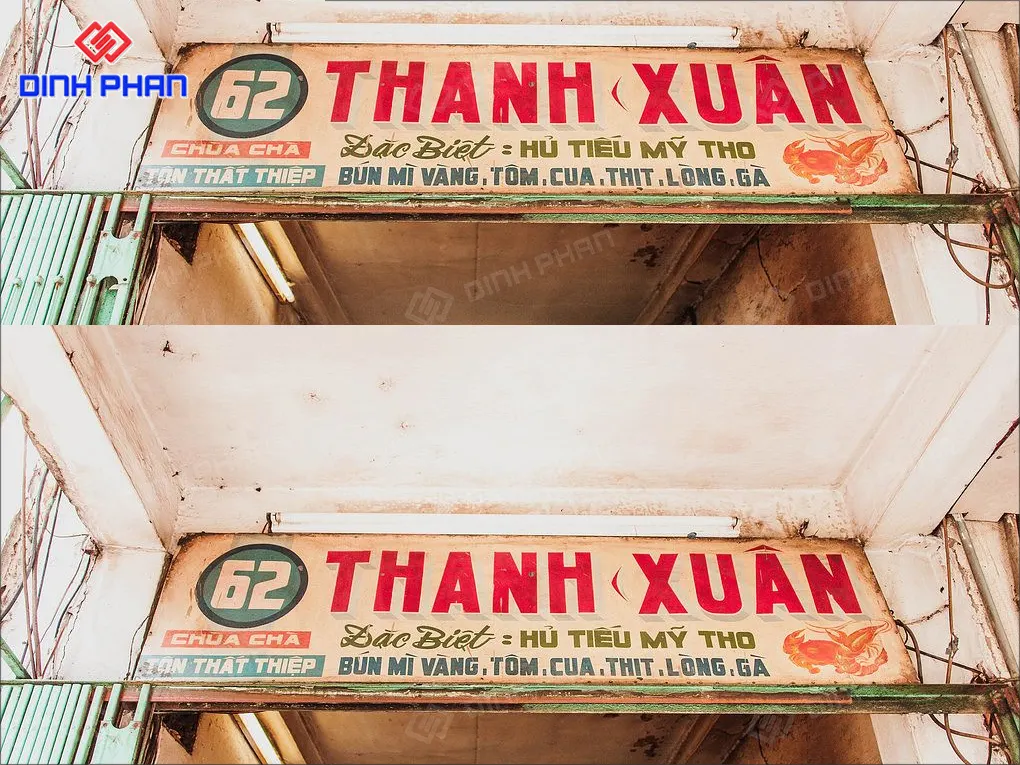 DINH PHAN
62 THANH XUÂN
CHÙA CHÀ
TÔN THẤT THIỆP
Đặc Biệt : HỦ TIẾU MỸ THO
BÚN MÌ VÀNG, TÔM, CUA, THỊT, LÒNG, GÀ
DINH PHAN
62 THANH XUÂN
CHÙA CHÀ
TÔN THẤT THIỆP
Đặc Biệt : HỦ TIẾU MỸ THO
BÚN MÌ VÀNG, TÔM, CUA, THỊT, LÒNG, GÀ